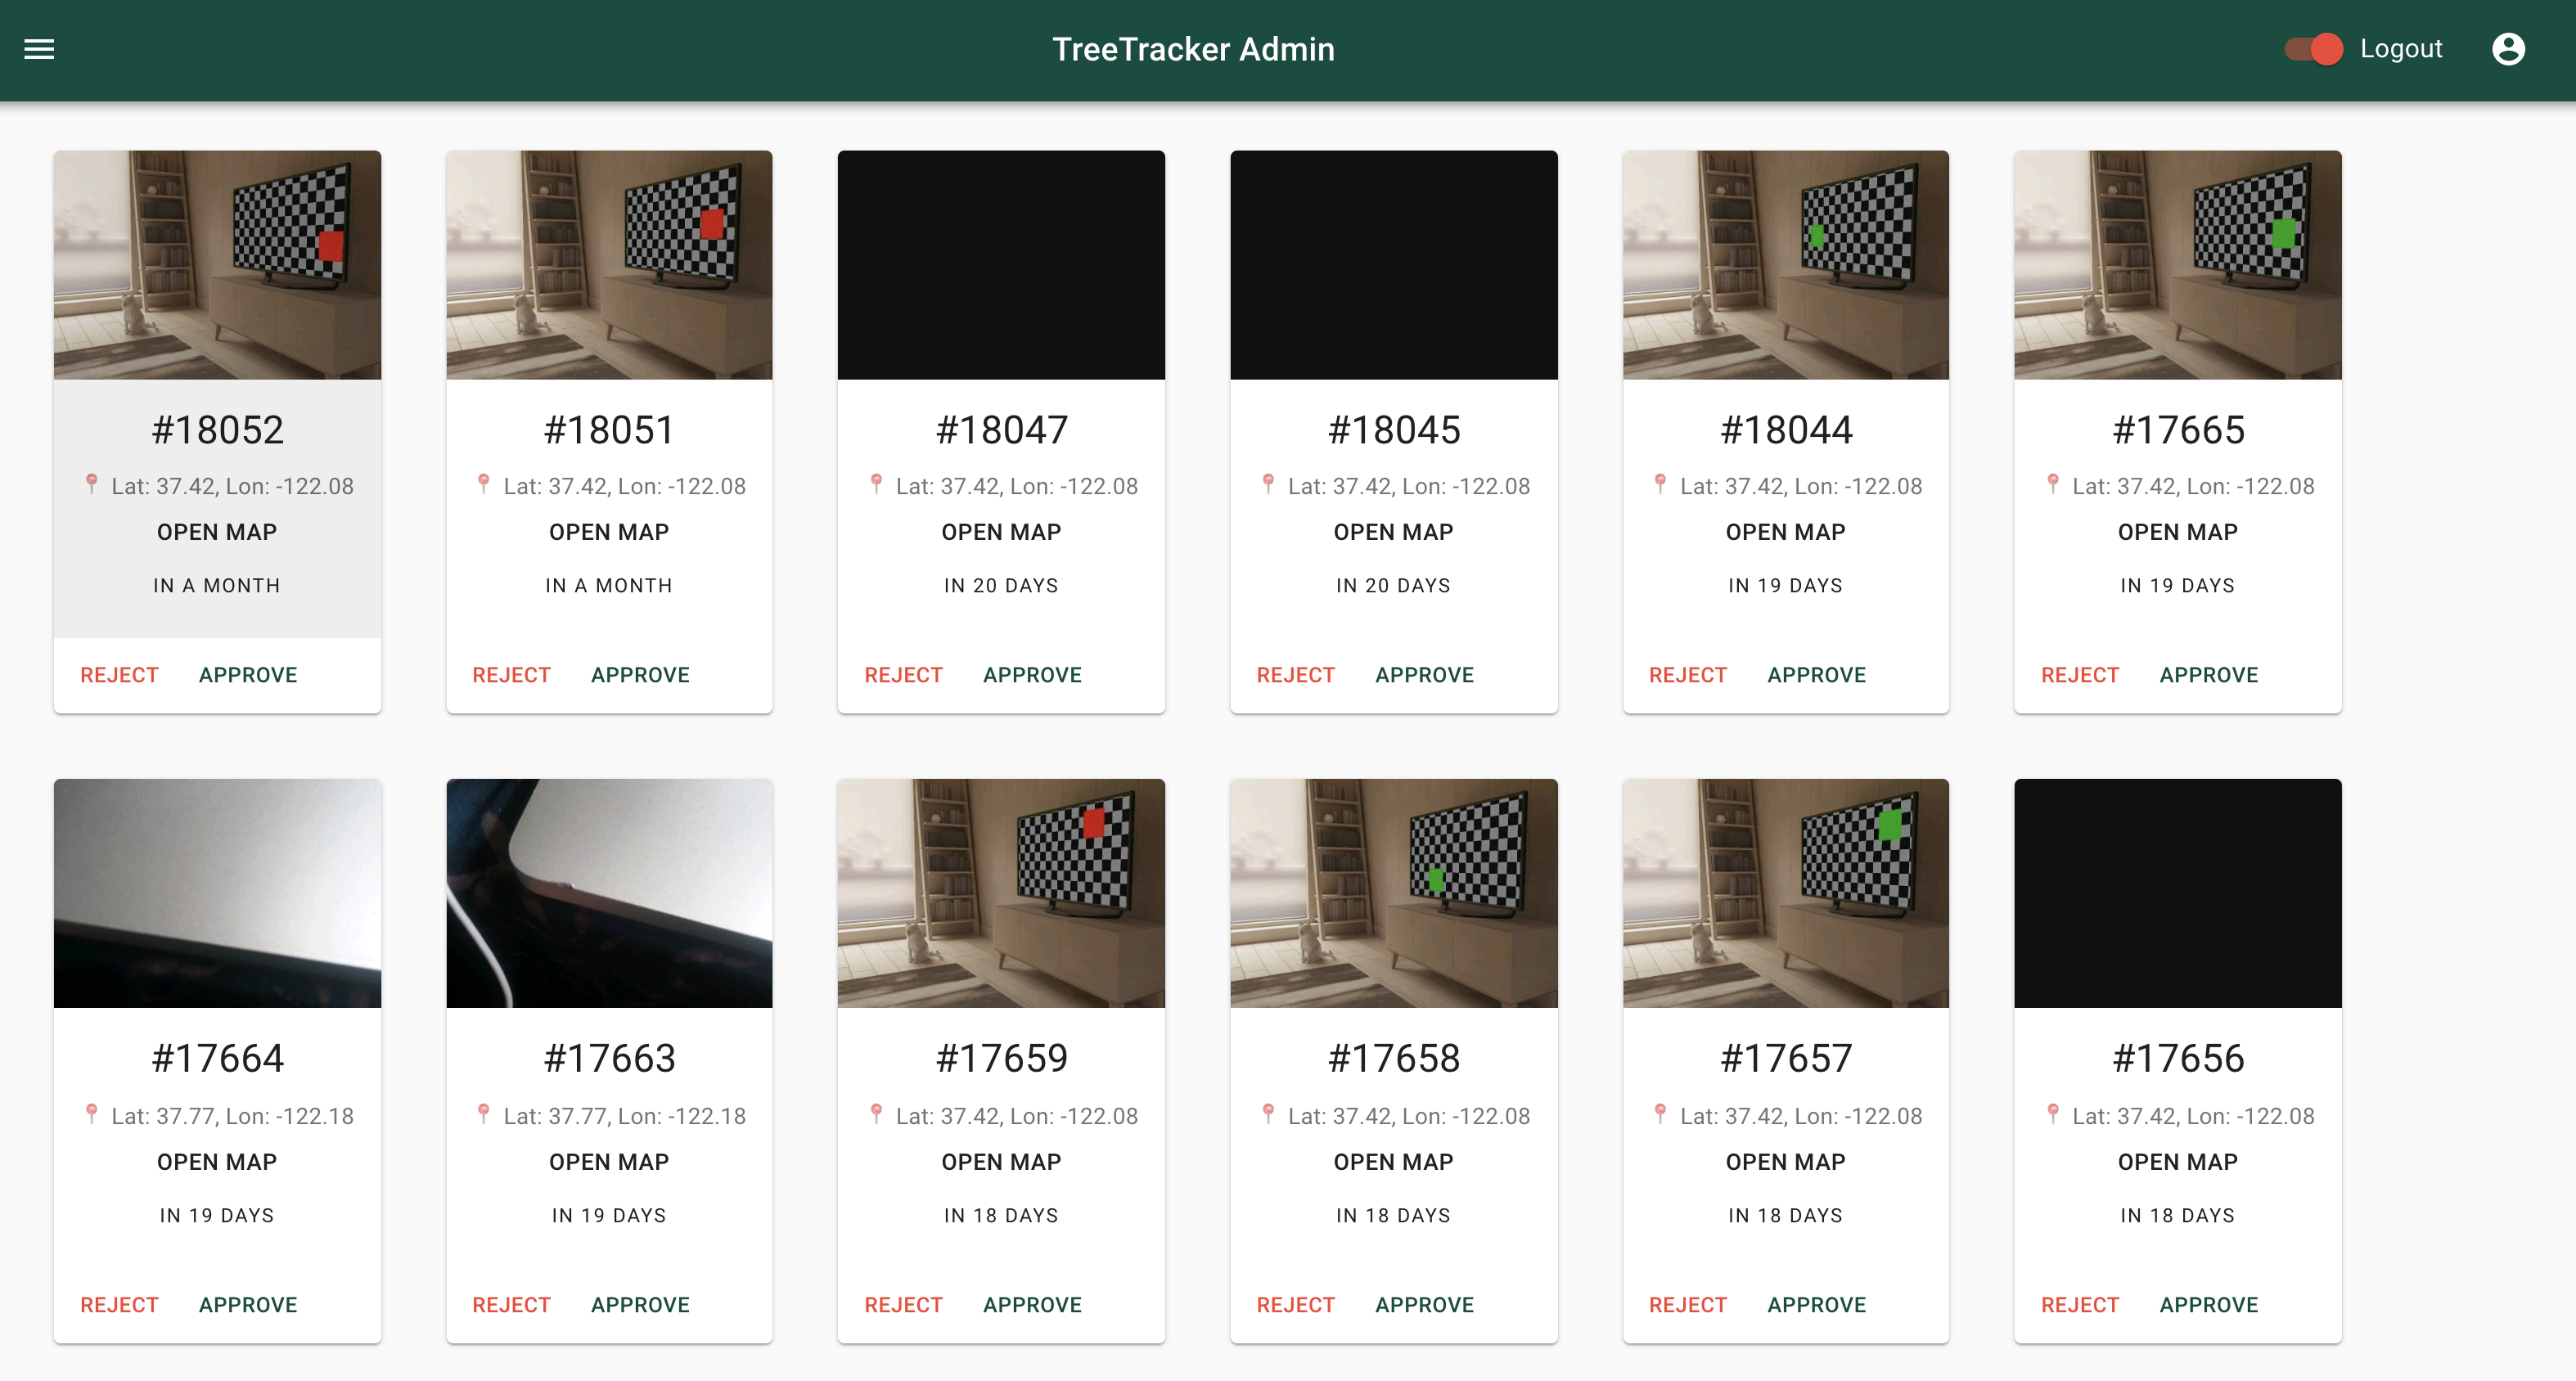 TreeTracker Admin
Logout
#18052
Lat: 37.42, Lon: -122.08
OPEN MAP
IN A MONTH
REJECT APPROVE
#18051
Lat: 37.42, Lon: -122.08
OPEN MAP
IN A MONTH
REJECT APPROVE
#18047
Lat: 37.42, Lon: -122.08
OPEN MAP
IN 20 DAYS
REJECT APPROVE
#18045
Lat: 37.42, Lon: -122.08
OPEN MAP
IN 20 DAYS
REJECT APPROVE
#18044
Lat: 37.42, Lon: -122.08
OPEN MAP
IN 19 DAYS
REJECT APPROVE
#17665
Lat: 37.42, Lon: -122.08
OPEN MAP
IN 19 DAYS
REJECT APPROVE
#17664
Lat: 37.77, Lon: -122.18
OPEN MAP
IN 19 DAYS
REJECT APPROVE
#17663
Lat: 37.77, Lon: -122.18
OPEN MAP
IN 19 DAYS
REJECT APPROVE
#17659
Lat: 37.42, Lon: -122.08
OPEN MAP
IN 18 DAYS
REJECT APPROVE
#17658
Lat: 37.42, Lon: -122.08
OPEN MAP
IN 18 DAYS
REJECT APPROVE
#17657
Lat: 37.42, Lon: -122.08
OPEN MAP
IN 18 DAYS
REJECT APPROVE
#17656
Lat: 37.42, Lon: -122.08
OPEN MAP
IN 18 DAYS
REJECT APPROVE